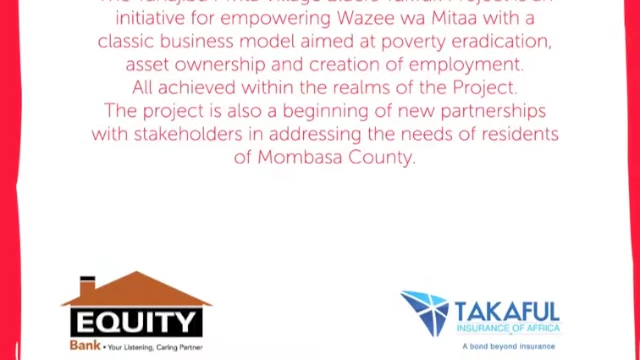 initiative for empowering Wazee wa Mitaa with a
classic business model aimed at poverty eradication,
asset ownership and creation of employment.
All achieved within the realms of the Project.
The project is also a beginning of new partnerships
with stakeholders in addressing the needs of residents
of Mombasa County.
EQUITY
Bank • Your Listening, Caring Partner
TAKAFUL
INSURANCE OF AFRICA
A bond beyond insurance